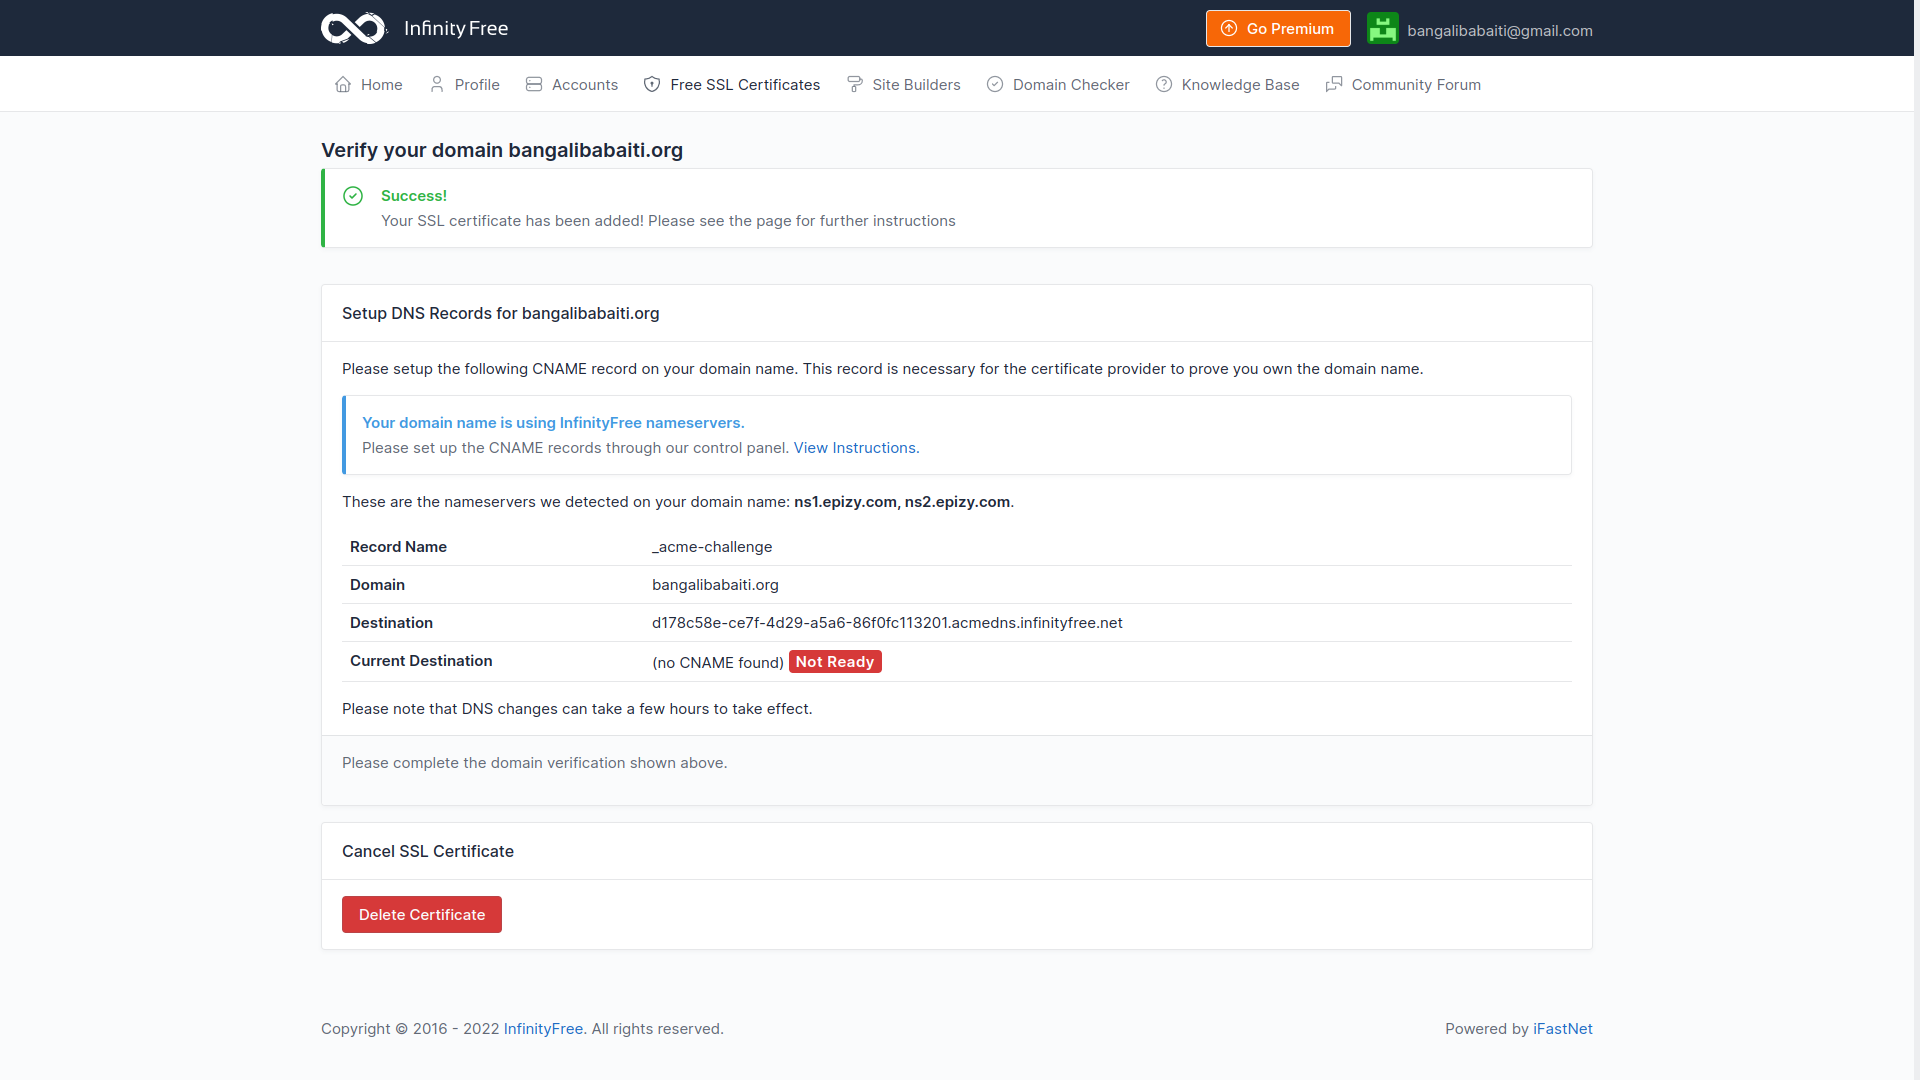 Infinity Free
Go Premium
bangalibabaiti@gmail.com
Home
Profile
Accounts
Free SSL Certificates
Site Builders
Domain Checker
Knowledge Base
Community Forum
Verify your domain bangalibabaiti.org
Success!
Your SSL certificate has been added! Please see the page for further instructions
Setup DNS Records for bangalibabaiti.org
Please setup the following CNAME record on your domain name. This record is necessary for the certificate provider to prove you own the domain name.
Your domain name is using InfinityFree nameservers.
Please set up the CNAME records through our control panel. View Instructions.
These are the nameservers we detected on your domain name: ns1.epizy.com, ns2.epizy.com.
Record Name _acme-challenge
Domain bangalibabaiti.org
Destination d178c58e-ce7f-4d29-a5a6-86f0fc113201.acmedns.infinityfree.net
Current Destination (no CNAME found) Not Ready
Please note that DNS changes can take a few hours to take effect.
Please complete the domain verification shown above.
Cancel SSL Certificate
Delete Certificate
Copyright © 2016 - 2022 InfinityFree. All rights reserved.
Powered by iFastNet